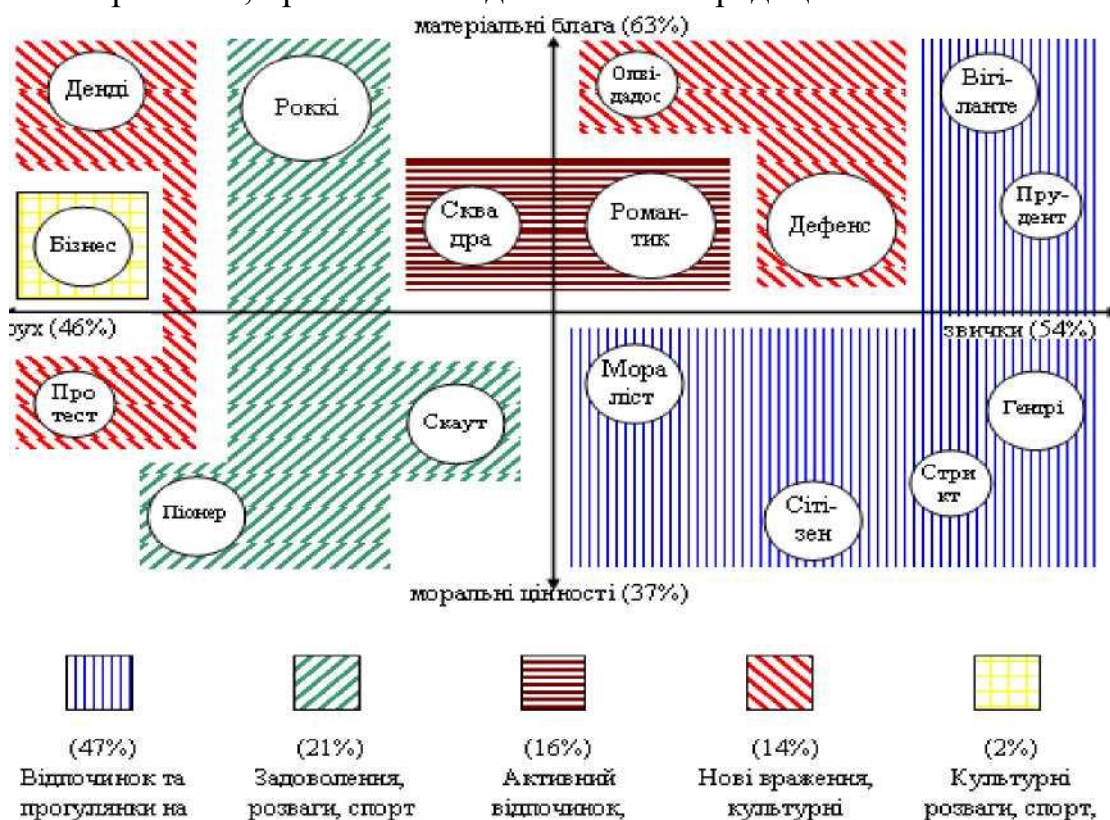 матеріальні блага (63%)
Денді
Роккі
Олві-
дадос
Вігі-
ланте
Сква
дра
Роман-
тик
Дефенс
Пру-
дент
Бізнес
рух (46%)
звички (54%)
Мора
ліст
Про
тест
Скаут
Гентрі
Стри
кт
Піонер
Сіті-
зен
моральні цінності (37%)
(47%)
Відпочинок та
прогулянки на
(21%)
Задоволення,
розваги, спорт
(16%)
Активний
відпочинок,
(14%)
Нові враження,
культурні
(2%)
Культурні
розваги, спорт,